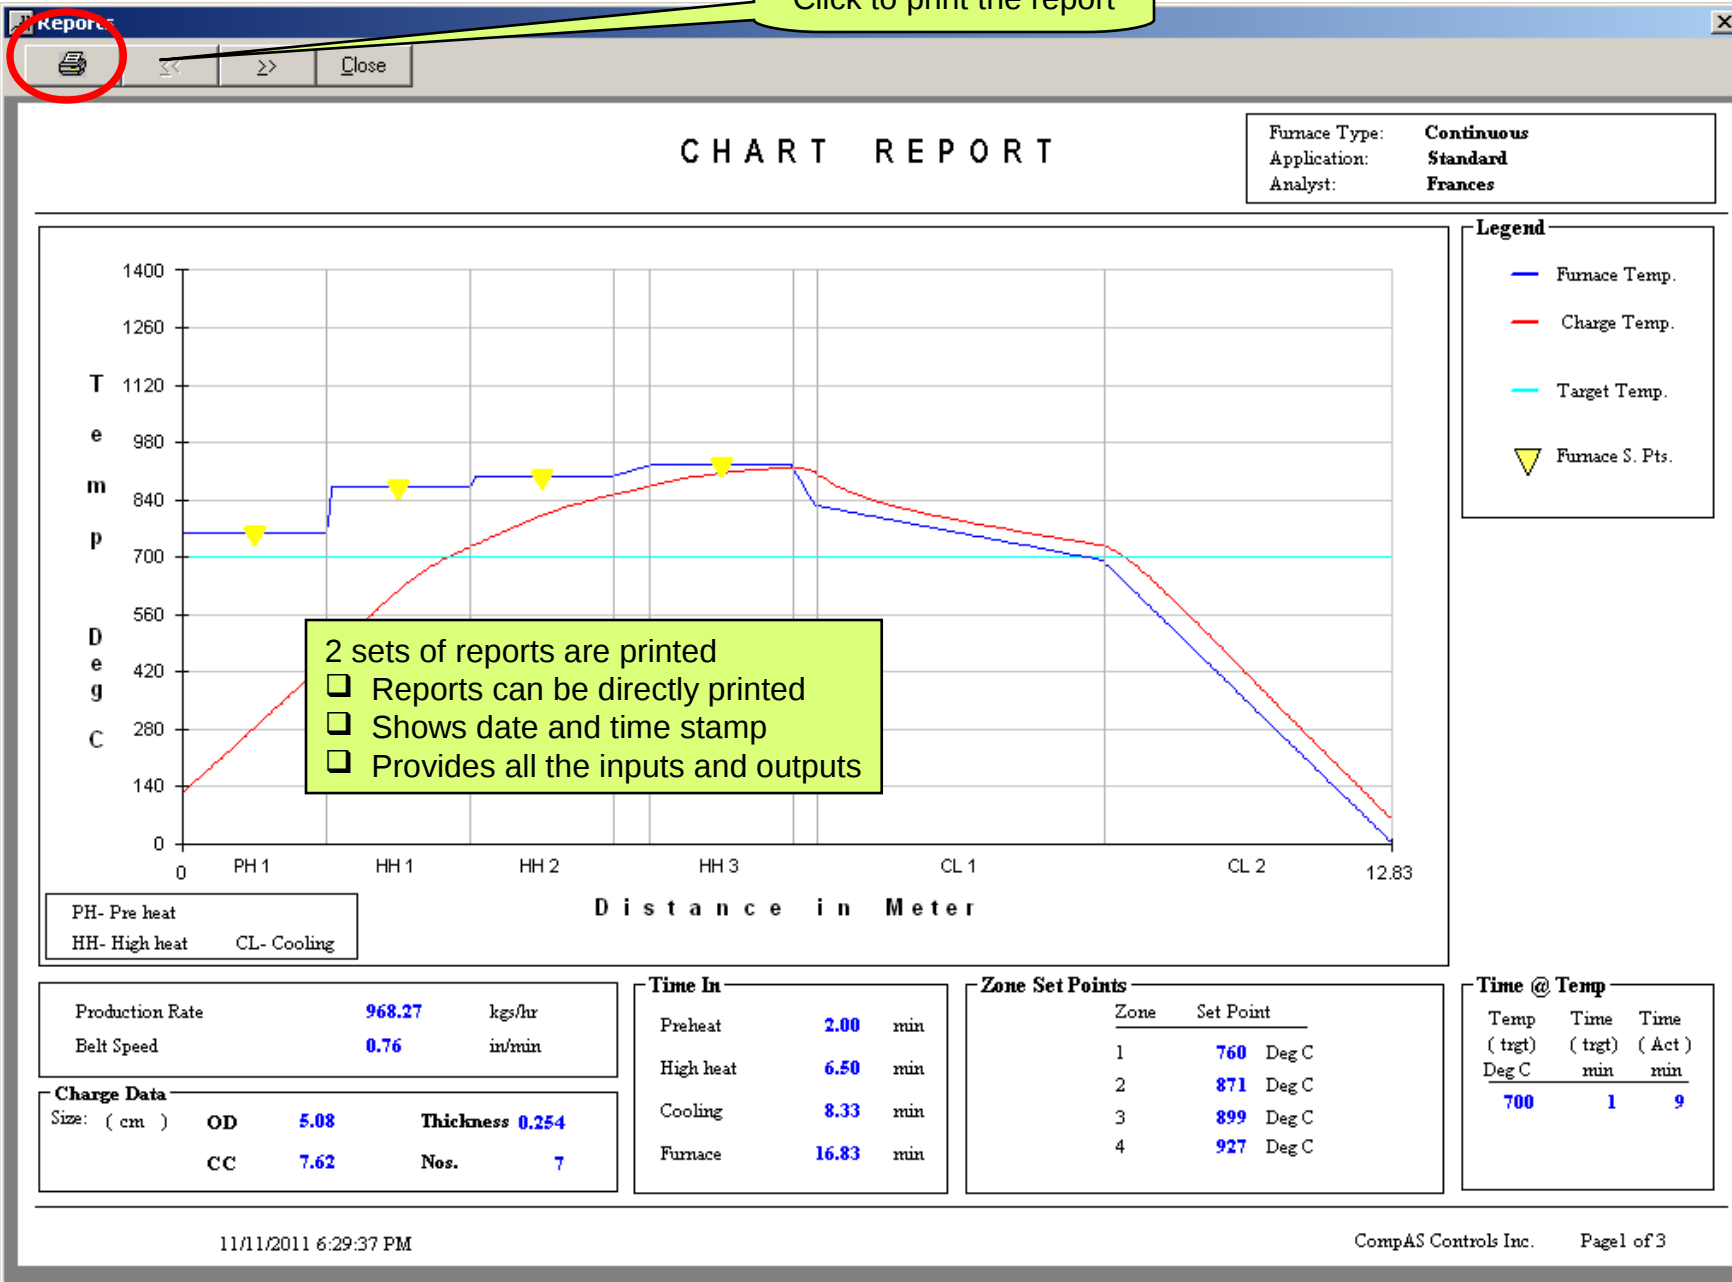 Click to print the report
Reports
<< >> Close
CHART REPORT
Furnace Type: Continuous
Application: Standard
Analyst: Frances
Legend
Furnace Temp.
Charge Temp.
Target Temp.
Furnace S. Pts.
Temp Deg C
1400
1260
1120
980
840
700
560
420
280
140
0
2 sets of reports are printed
Reports can be directly printed
Shows date and time stamp
Provides all the inputs and outputs
0 PH 1 HH 1 HH 2 HH 3 CL 1 CL 2 12.83
Distance in Meter
PH- Pre heat
HH- High heat CL- Cooling
Production Rate 968.27 kgs/hr
Belt Speed 0.76 in/min
Charge Data
Size: ( cm ) OD 5.08 Thickness 0.254
CC 7.62 Nos. 7
Time In
Preheat 2.00 min
High heat 6.50 min
Cooling 8.33 min
Furnace 16.83 min
Zone Set Points
Zone Set Point
1 760 Deg C
2 871 Deg C
3 899 Deg C
4 927 Deg C
Time @ Temp
Temp Time Time
( trgt) ( trgt) ( Act )
Deg C min min
700 1 9
11/11/2011 6:29:37 PM
CompAS Controls Inc. Page1 of 3